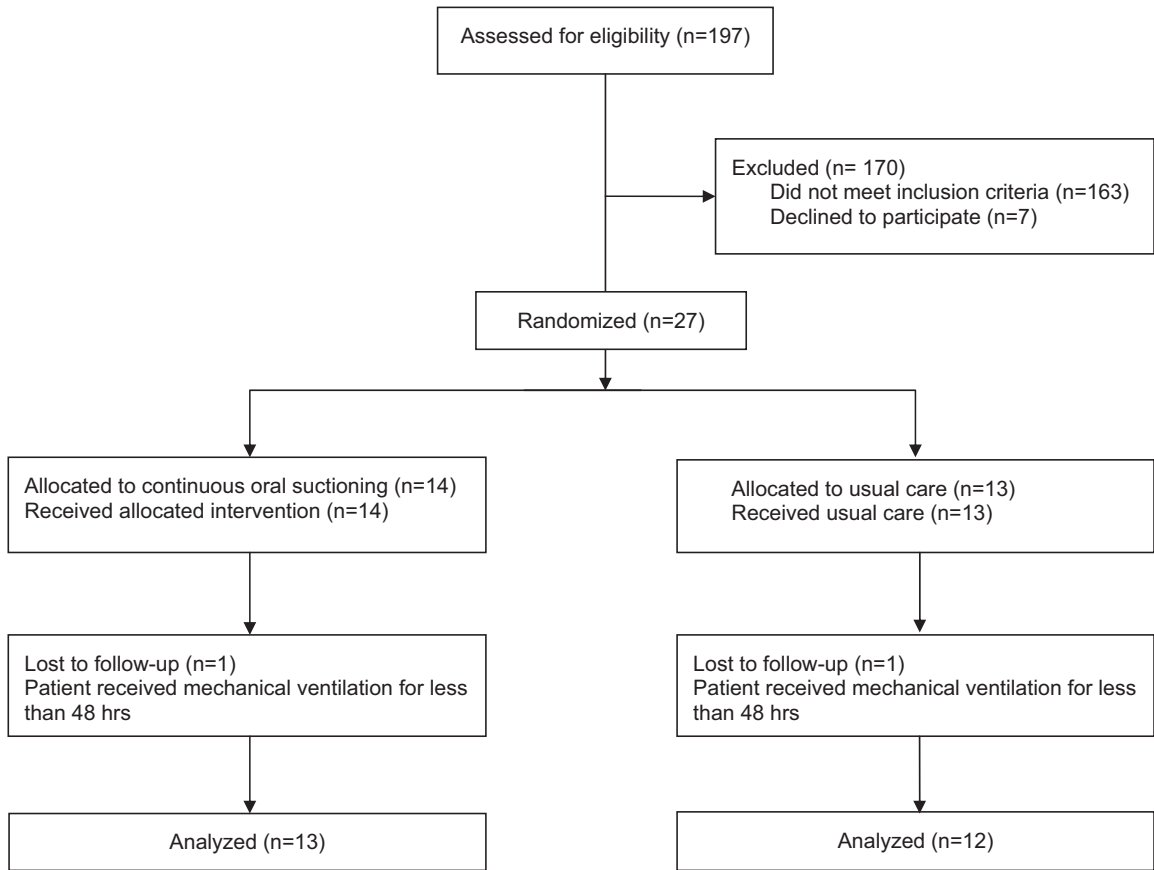 Assessed for eligibility (n=197)
Excluded (n= 170)
Did not meet inclusion criteria (n=163)
Declined to participate (n=7)
Randomized (n=27)
Allocated to continuous oral suctioning (n=14)
Received allocated intervention (n=14)
Allocated to usual care (n=13)
Received usual care (n=13)
Lost to follow-up (n=1)
Patient received mechanical ventilation for less
than 48 hrs
Lost to follow-up (n=1)
Patient received mechanical ventilation for less
than 48 hrs
Analyzed (n=13)
Analyzed (n=12)